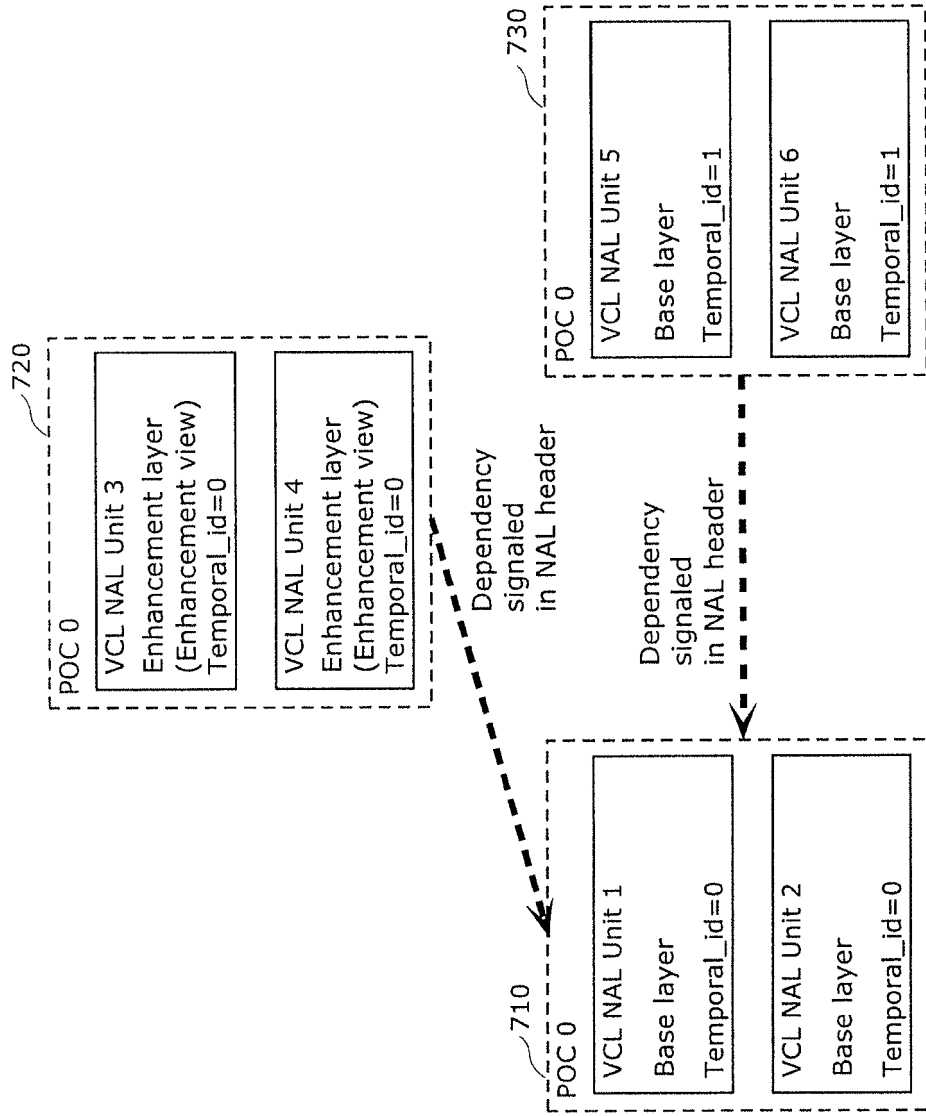 720
POC 0
VCL NAL Unit 3
Enhancement layer
(Enhancement view)
Temporal_id=0
VCL NAL Unit 4
Enhancement layer
(Enhancement view)
Temporal_id=0
Dependency
signaled
in NAL header
Dependency
signaled
in NAL header
710
POC 0
VCL NAL Unit 1
Base layer
Temporal_id=0
VCL NAL Unit 2
Base layer
Temporal_id=0
730
POC 0
VCL NAL Unit 5
Base layer
Temporal_id=1
VCL NAL Unit 6
Base layer
Temporal_id=1